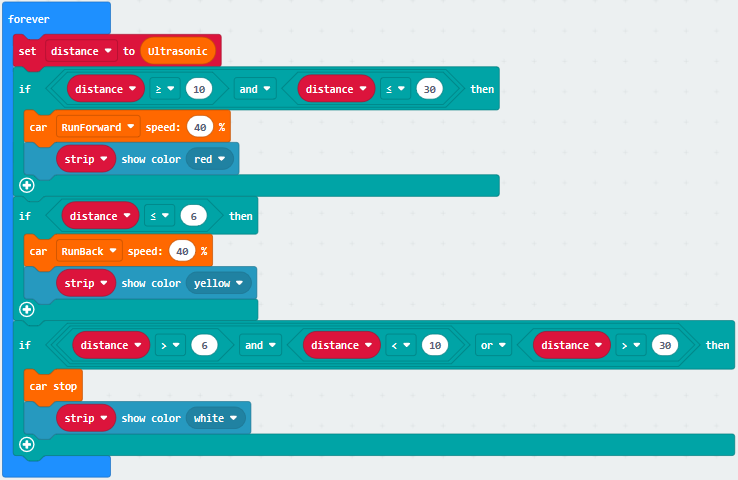 forever
set distance to Ultrasonic
if distance ≥ 10 and distance ≤ 30 then
car RunForward speed: 40 %
strip show color red
if distance ≤ 6 then
car RunBack speed: 40 %
strip show color yellow
if distance > 6 and distance < 10 or distance > 30 then
car stop
strip show color white